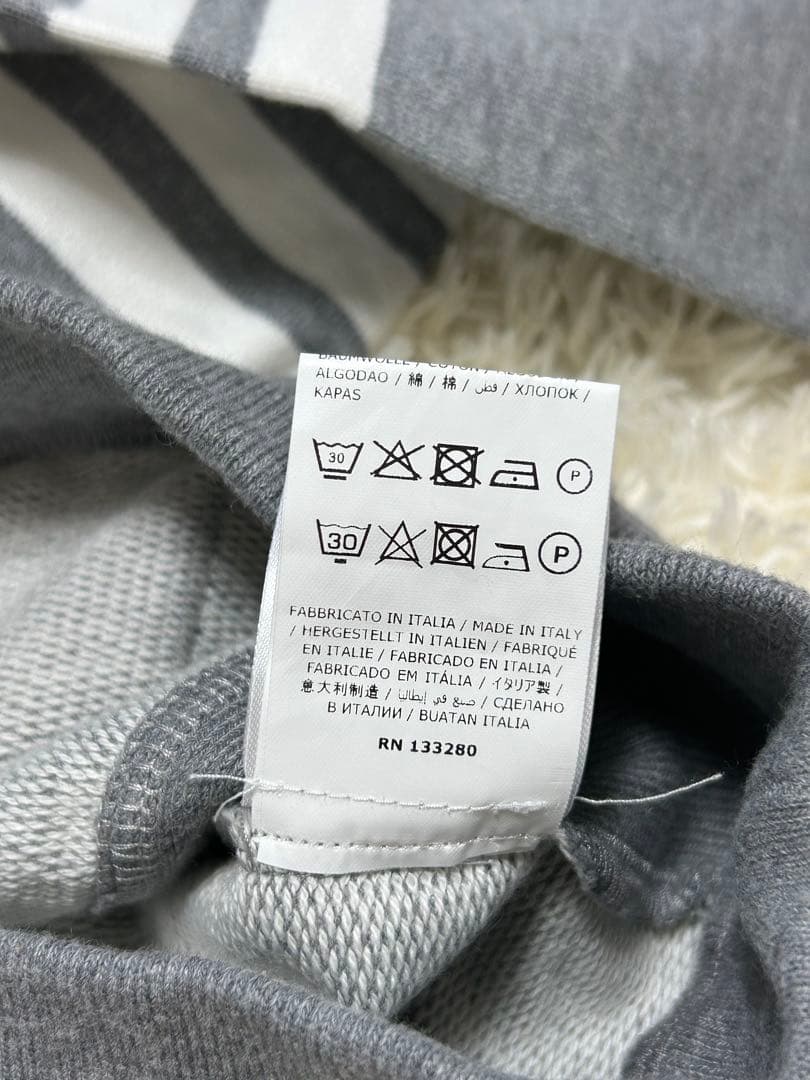 ALGODAO / 綿 / 棉 / قطن / ХЛОПОК /
KAPAS
30 P
30 P
FABBRICATO IN ITALIA / MADE IN ITALY
/ HERGESTELLT IN ITALIEN / FABRIQUÉ
EN ITALIE / FABRICADO EN ITALIA /
FABRICADO EM ITÁLIA / イタリア製 /
意大利制造 / صنع في إيطاليا / СДЕЛАНО
В ИТАЛИИ / BUATAN ITALIA
RN 133280